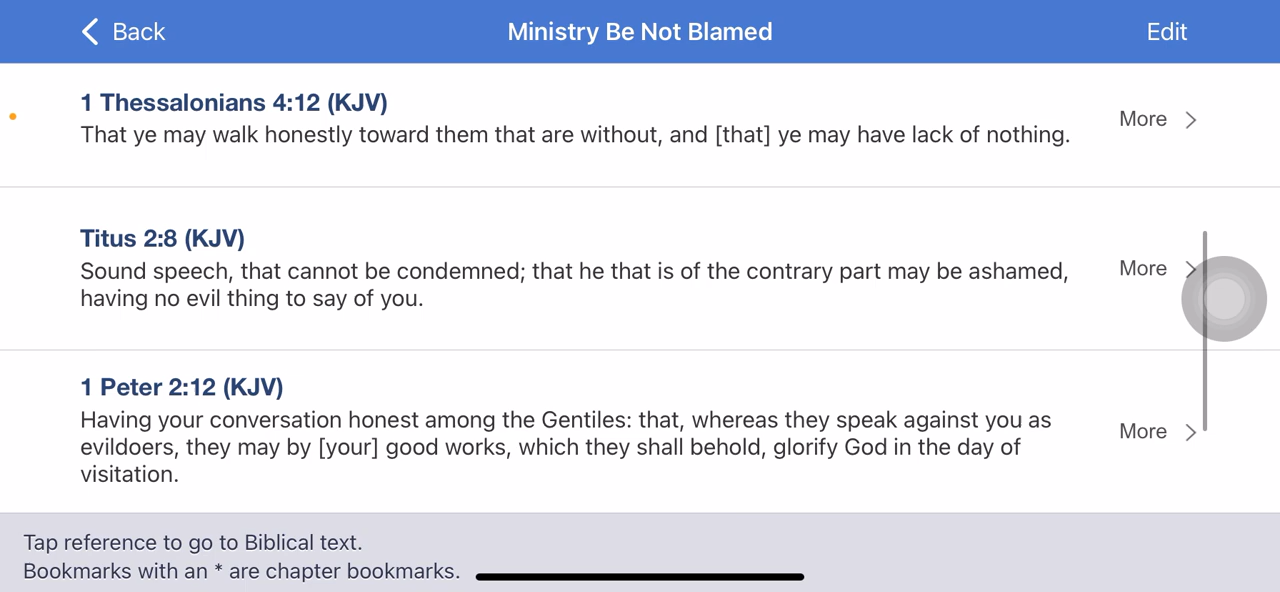 Back
Ministry Be Not Blamed
Edit
1 Thessalonians 4:12 (KJV)
That ye may walk honestly toward them that are without, and [that] ye may have lack of nothing.
More
Titus 2:8 (KJV)
Sound speech, that cannot be condemned; that he that is of the contrary part may be ashamed,
having no evil thing to say of you.
More
1 Peter 2:12 (KJV)
Having your conversation honest among the Gentiles: that, whereas they speak against you as
evildoers, they may by [your] good works, which they shall behold, glorify God in the day of
visitation.
More
Tap reference to go to Biblical text.
Bookmarks with an * are chapter bookmarks.